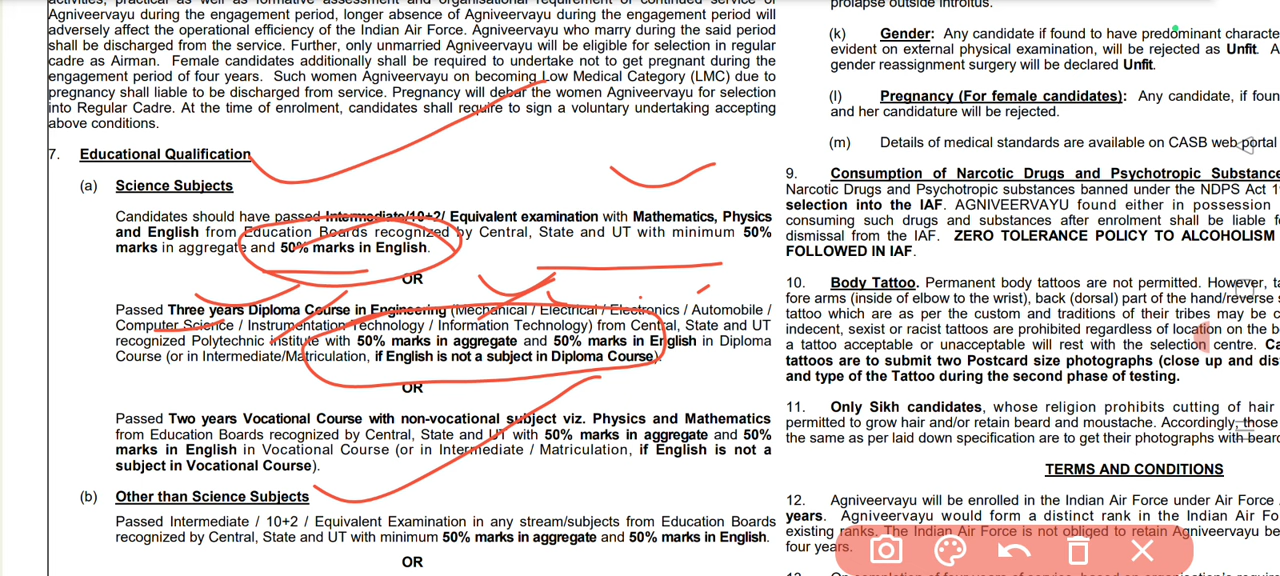 Agniveervayu during the engagement period, longer absence of Agniveervayu during the engagement period will
adversely affect the operational efficiency of the Indian Air Force. Agniveervayu who marry during the said period
shall be discharged from the service. Further, only unmarried Agniveervayu will be eligible for selection in regular
cadre as Airman. Female candidates additionally shall be required to undertake not to get pregnant during the
engagement period of four years. Such women Agniveervayu on becoming Low Medical Category (LMC) due to
pregnancy shall liable to be discharged from service. Pregnancy will debar the women Agniveervayu for selection
into Regular Cadre. At the time of enrolment, candidates shall require to sign a voluntary undertaking accepting
above conditions.
7. Educational Qualification
(a) Science Subjects
Candidates should have passed Intermediate/10+2/ Equivalent examination with Mathematics, Physics
and English from Education Boards recognized by Central, State and UT with minimum 50%
marks in aggregate and 50% marks in English.
OR
Passed Three years Diploma Course in Engineering (Mechanical / Electrical / Electronics / Automobile /
Computer Science / Instrumentation Technology / Information Technology) from Central, State and UT
recognized Polytechnic institute with 50% marks in aggregate and 50% marks in English in Diploma
Course (or in Intermediate/Matriculation, if English is not a subject in Diploma Course).
OR
Passed Two years Vocational Course with non-vocational subject viz. Physics and Mathematics
from Education Boards recognized by Central, State and UT with 50% marks in aggregate and 50%
marks in English in Vocational Course (or in Intermediate / Matriculation, if English is not a
subject in Vocational Course).
(b) Other than Science Subjects
Passed Intermediate / 10+2 / Equivalent Examination in any stream/subjects from Education Boards
recognized by Central, State and UT with minimum 50% marks in aggregate and 50% marks in English.
OR
prolapse outside introitus.
(k) Gender: Any candidate if found to have predominant
evident on external physical examination, will be rejected as Unfit. A
gender reassignment surgery will be declared Unfit.
(l) Pregnancy (For female candidates): Any candidate, if foun
and her candidature will be rejected.
(m) Details of medical standards are available on CASB web portal
9. Consumption of Narcotic Drugs and Psychotropic Substance
Narcotic Drugs and Psychotropic substances banned under the NDPS Act 1
selection into the IAF. AGNIVEERVAYU found either in possession
consuming such drugs and substances after enrolment shall be liable f
dismissal from the IAF. ZERO TOLERANCE POLICY TO ALCOHOLISM
FOLLOWED IN IAF.
10. Body Tattoo. Permanent body tattoos are not permitted. However, ta
fore arms (inside of elbow to the wrist), back (dorsal) part of the hand/reverse
tattoo which are as per the custom and traditions of their tribes may be c
indecent, sexist or racist tattoos are prohibited regardless of location on the b
a tattoo acceptable or unacceptable will rest with the selection centre. Ca
tattoos are to submit two Postcard size photographs (close up and dis
and type of the Tattoo during the second phase of testing.
11. Only Sikh candidates, whose religion prohibits cutting of hair
permitted to grow hair and/or retain beard and moustache. Accordingly, those
the same as per laid down specification are to get their photographs with beard
TERMS AND CONDITIONS
12. Agniveervayu will be enrolled in the Indian Air Force under Air Force
years. Agniveervayu would form a distinct rank in the Indian Air Fo
existing ranks. The Indian Air Force is not obliged to retain Agniveervayu be
four years.